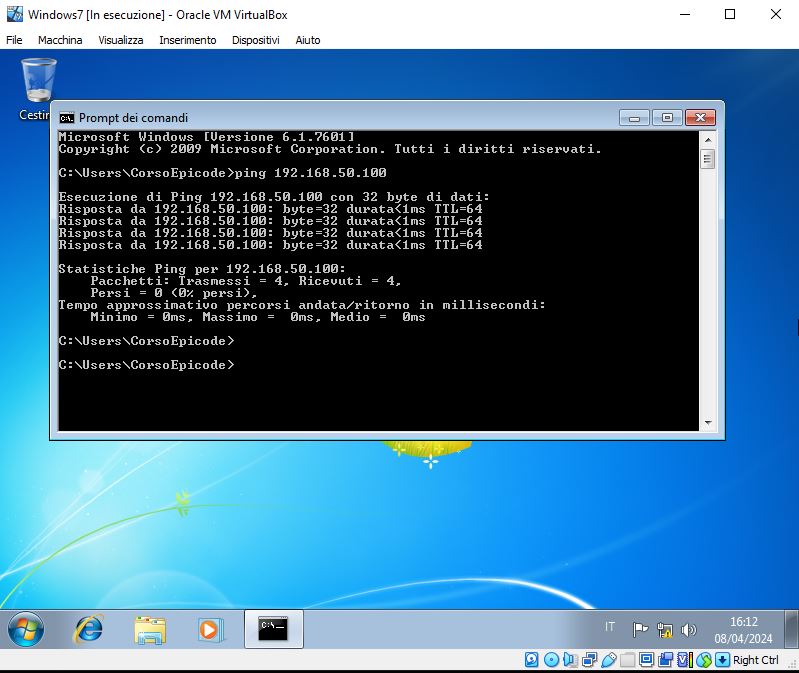 Windows7 [In esecuzione] - Oracle VM VirtualBox
File Macchina Visualizza Inserimento Dispositivi Aiuto
Cestin
Prompt dei comandi
Microsoft Windows [Versione 6.1.7601]
Copyright (c) 2009 Microsoft Corporation. Tutti i diritti riservati.
C:\Users\CorsoEpicode>ping 192.168.50.100
Esecuzione di Ping 192.168.50.100 con 32 byte di dati:
Risposta da 192.168.50.100: byte=32 durata<1ms TTL=64
Risposta da 192.168.50.100: byte=32 durata<1ms TTL=64
Risposta da 192.168.50.100: byte=32 durata<1ms TTL=64
Risposta da 192.168.50.100: byte=32 durata<1ms TTL=64
Statistiche Ping per 192.168.50.100:
Pacchetti: Trasmessi = 4, Ricevuti = 4,
Persi = 0 (0% persi),
Tempo approssimativo percorsi andata/ritorno in millisecondi:
Minimo = 0ms, Massimo =  0ms, Medio =  0ms
C:\Users\CorsoEpicode>
C:\Users\CorsoEpicode>
IT
16:12
08/04/2024
Right Ctrl